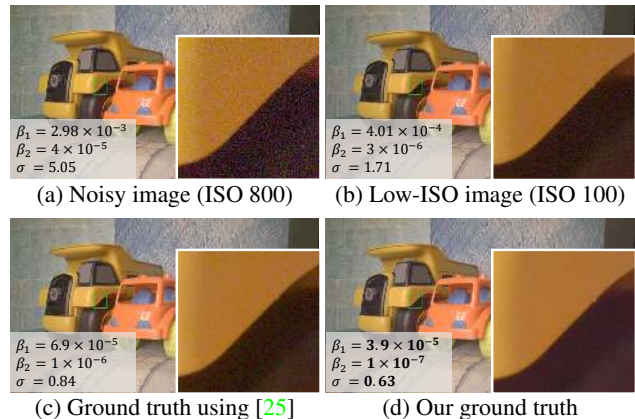 β₁ = 2.98 × 10⁻³
β₂ = 4 × 10⁻⁵
σ = 5.05
(a) Noisy image (ISO 800)
β₁ = 4.01 × 10⁻⁴
β₂ = 3 × 10⁻⁶
σ = 1.71
(b) Low-ISO image (ISO 100)
β₁ = 6.9 × 10⁻⁵
β₂ = 1 × 10⁻⁶
σ = 0.84
(c) Ground truth using [25]
β₁ = 3.9 × 10⁻⁵
β₂ = 1 × 10⁻⁷
σ = 0.63
(d) Our ground truth